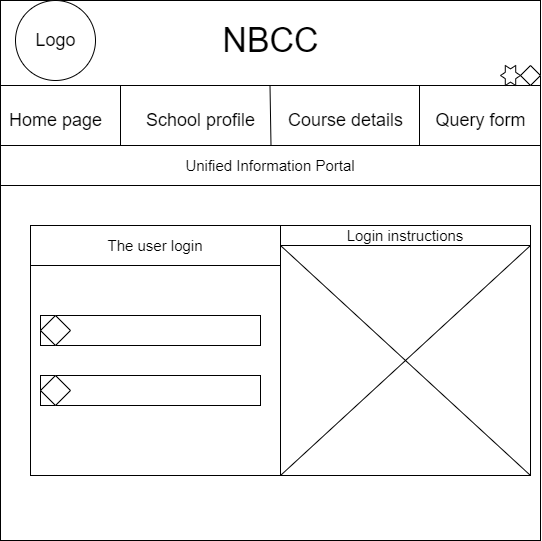 Logo
NBCC
Home page
School profile
Course details
Query form
Unified Information Portal
The user login
Login instructions